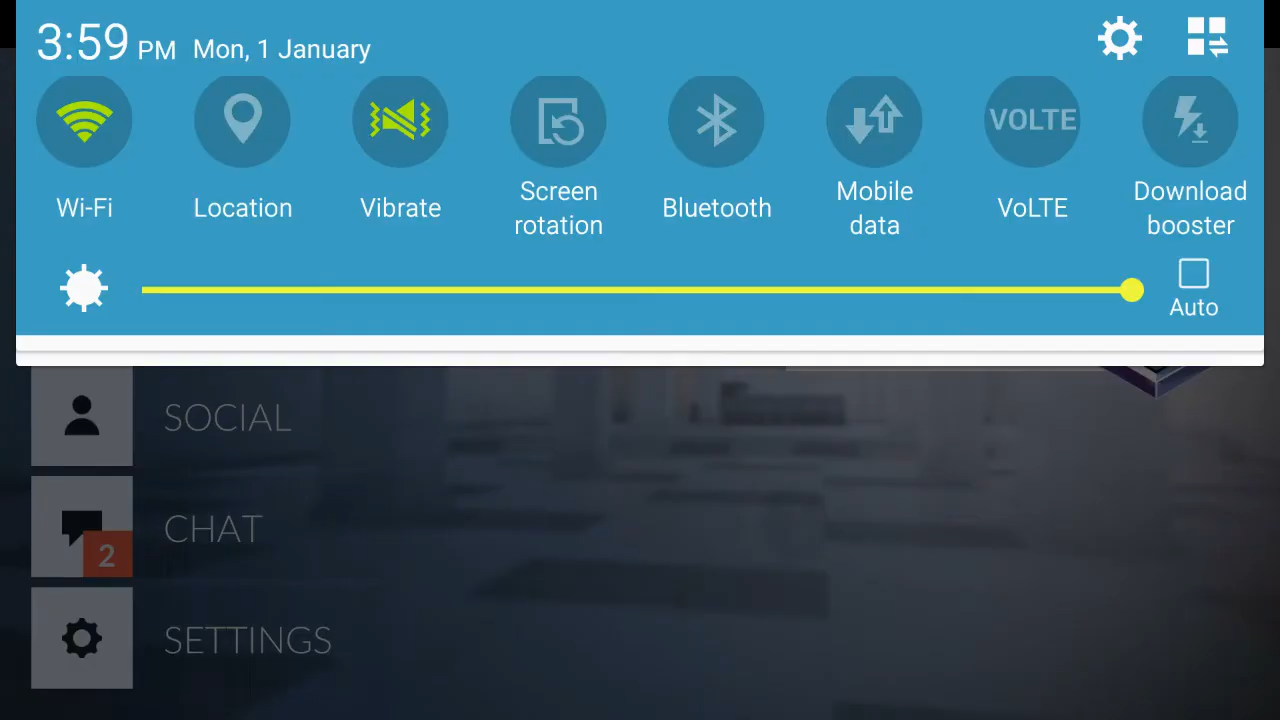 3:59 PM Mon, 1 January
VOLTE
Wi-Fi
Location
Vibrate
Screen
rotation
Bluetooth
Mobile
data
VoLTE
Download
booster
Auto
SOCIAL
CHAT
2
SETTINGS